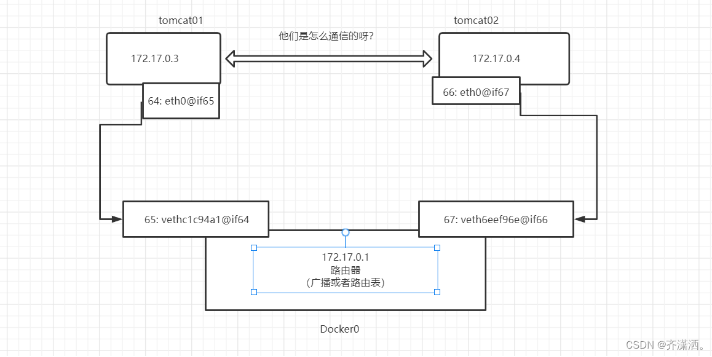 tomcat01
tomcat02
他们是怎么通信的呀?
172.17.0.3
172.17.0.4
64: eth0@if65
66: eth0@if67
65: vethc1c94a1@if64
67: veth6eef96e@if66
172.17.0.1
路由器
（广播或者路由表）
Docker0
CSDN @齐潇洒。